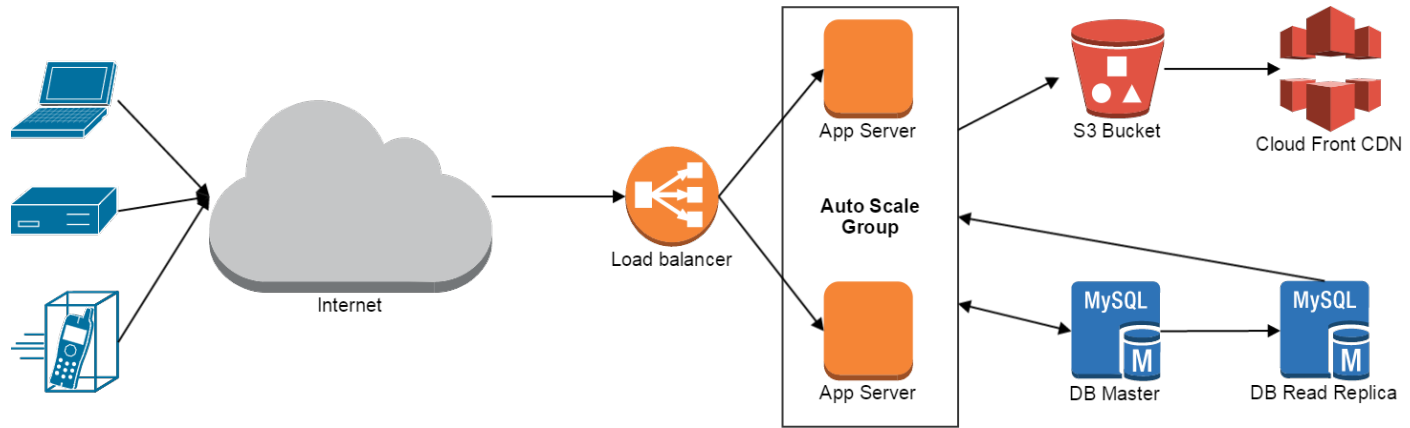 App Server
S3 Bucket
Cloud Front CDN
Auto Scale
Group
Load balancer
Internet
MySQL
M
DB Master
MySQL
M
DB Read Replica
App Server